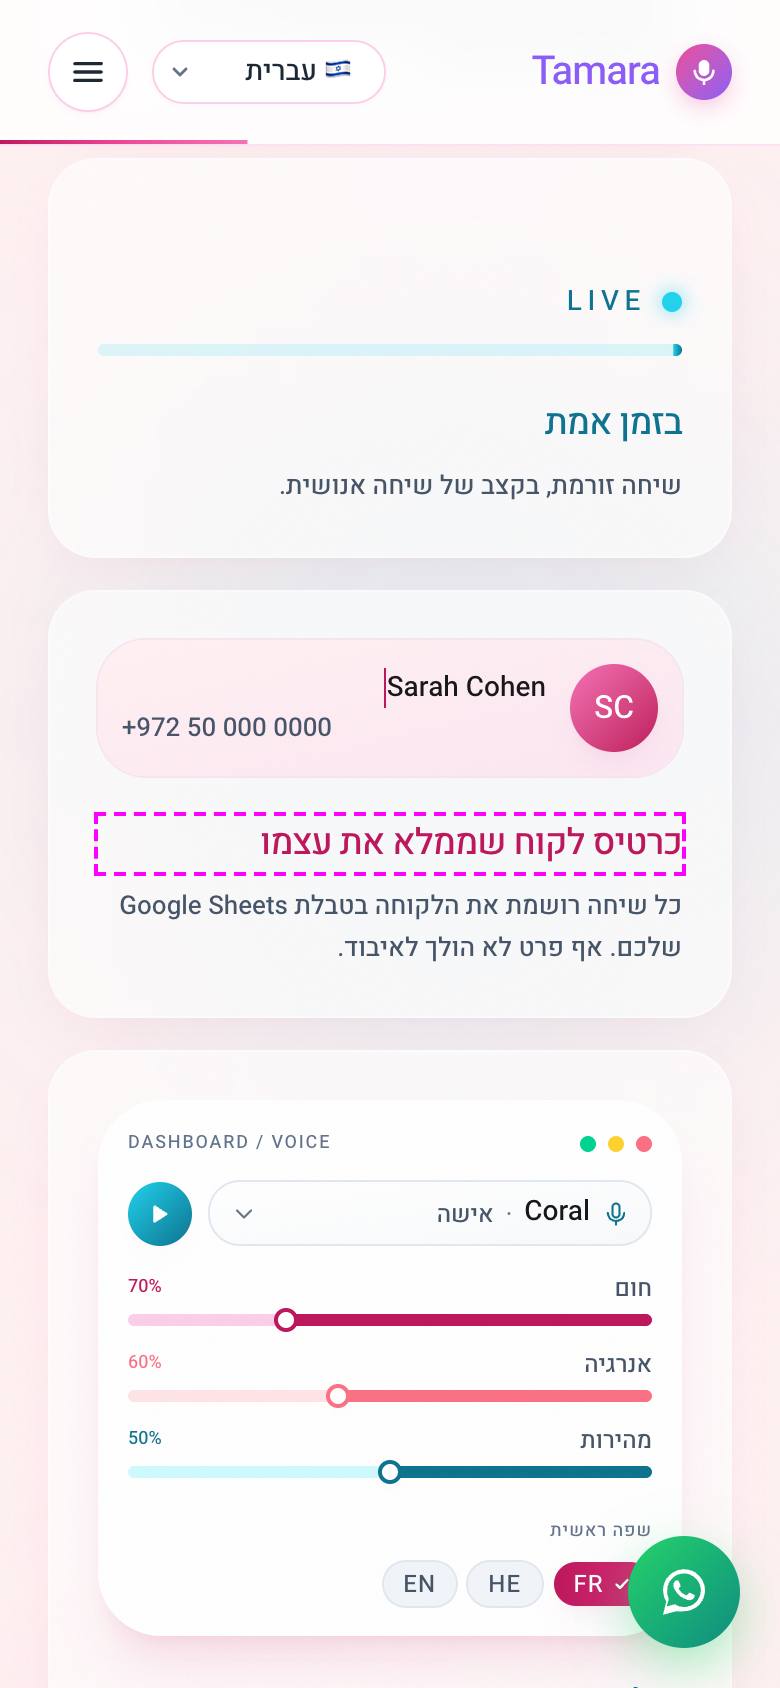 Tamara
עברית
LIVE
בזמן אמת
שיחה זורמת, בקצב של שיחה אנושית.
SC
Sarah Cohen
+972 50 000 0000
כרטיס לקוח שממלא את עצמו
כל שיחה רושמת את הלקוחה בטבלת Google Sheets
שלכם. אף פרט לא הולך לאיבוד.
DASHBOARD / VOICE
Coral · אישה
חום 70%
אנרגיה 60%
מהירות 50%
שפה ראשית
FR HE EN